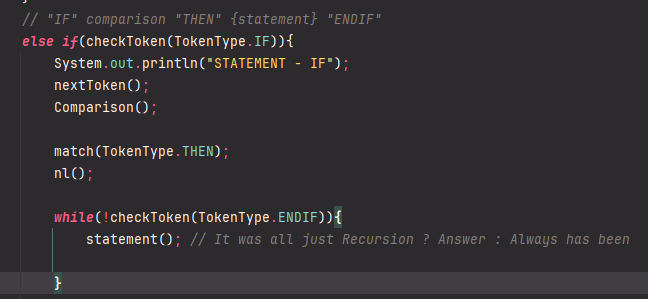 // "IF" comparison "THEN" {statement} "ENDIF"
else if(checkToken(TokenType.IF)){
System.out.println("STATEMENT - IF");
nextToken();
Comparison();
match(TokenType.THEN);
nl();
while(!checkToken(TokenType.ENDIF)){
statement(); // It was all just Recursion ? Answer : Always has been
}